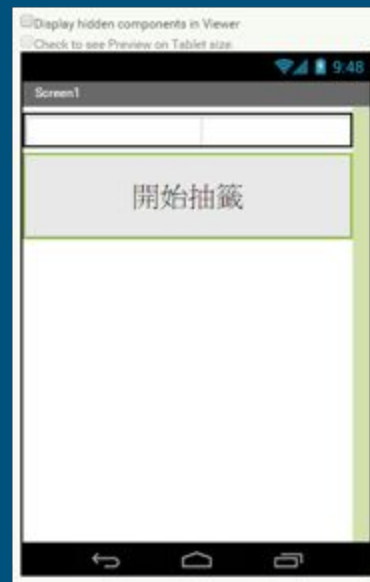 Display hidden components in Viewer
Check to see Preview on Tablet size.
9:48
Screen1
開始抽籤